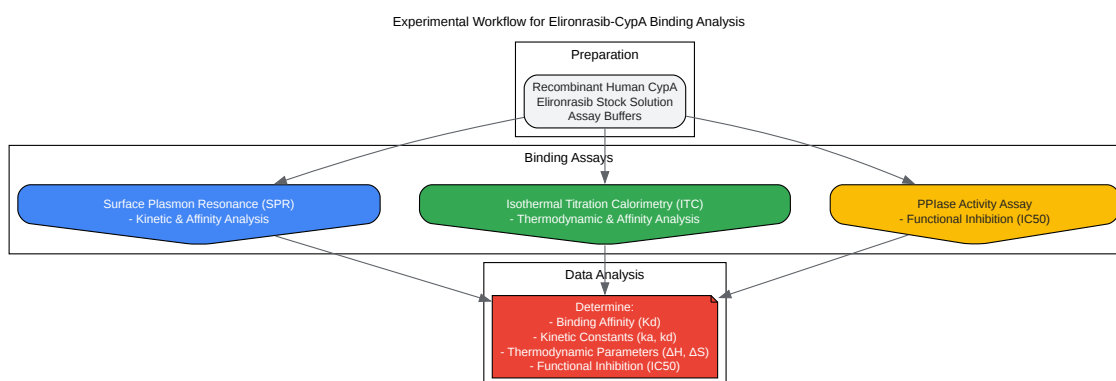 Experimental Workflow for Elironrasib-CypA Binding Analysis
Preparation
Recombinant Human CypA
Elironrasib Stock Solution
Assay Buffers
Binding Assays
Surface Plasmon Resonance (SPR)
- Kinetic & Affinity Analysis
Isothermal Titration Calorimetry (ITC)
- Thermodynamic & Affinity Analysis
PPIase Activity Assay
- Functional Inhibition (IC50)
Data Analysis
Determine:
- Binding Affinity (Kd)
- Kinetic Constants (ka, kd)
- Thermodynamic Parameters (ΔH, ΔS)
- Functional Inhibition (IC50)